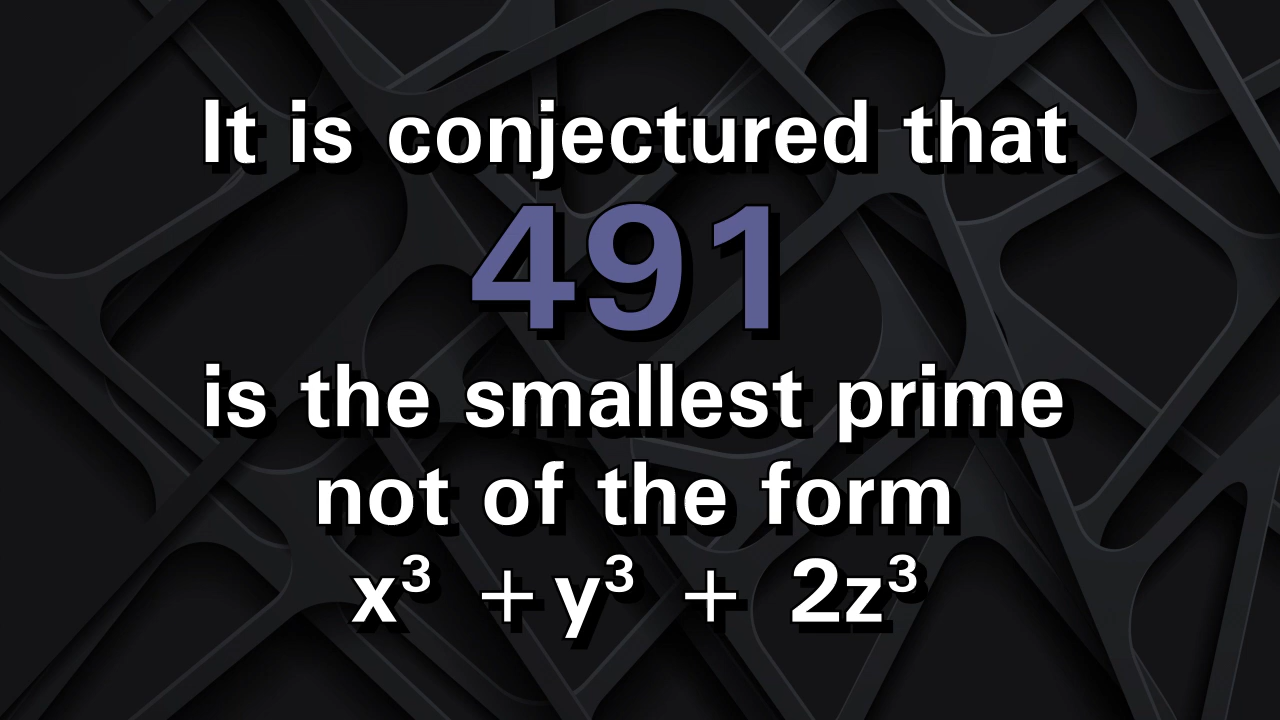 It is conjectured that
491
is the smallest prime
not of the form
x³ + y³ + 2z³